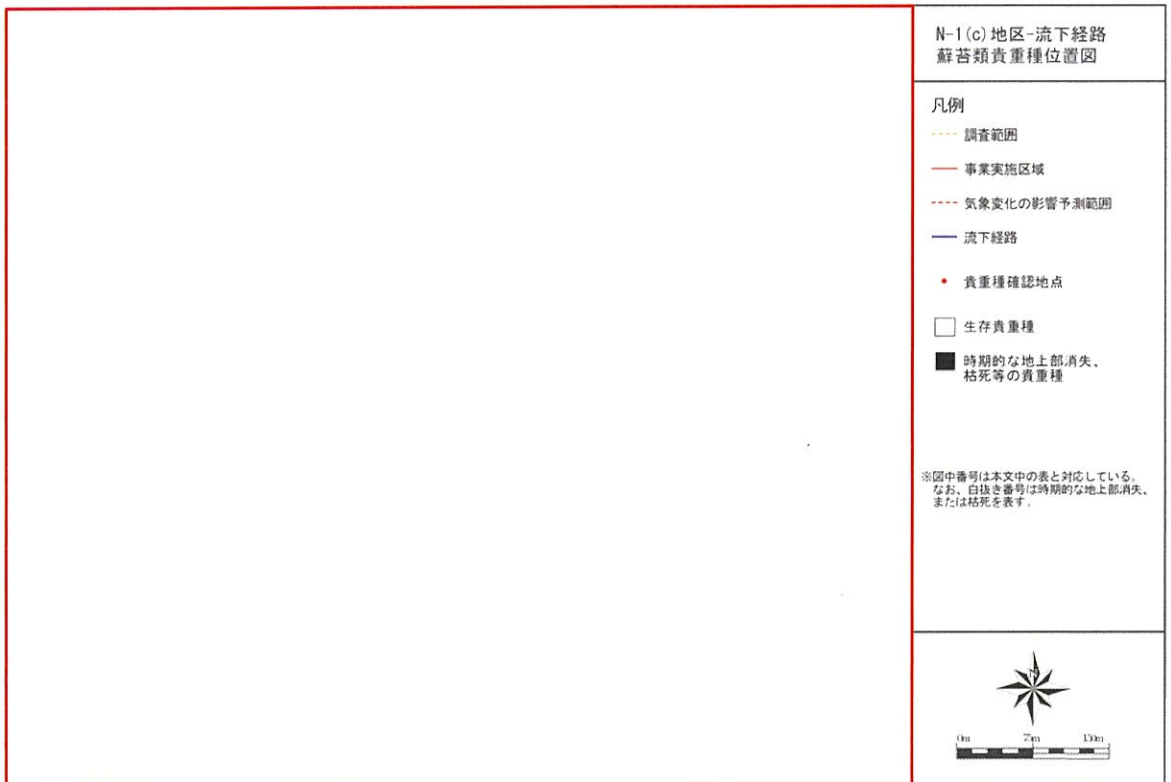 N-1(c)地区-流下経路
蘚苔類貴重種位置図
凡例
調査範囲
事業実施区域
気象変化の影響予測範囲
流下経路
貴重種確認地点
生存貴重種
時期的な地上部消失、
枯死等の貴重種
※図中番号は本文中の表と対応している。
なお、白抜き番号は時期的な地上部消失、
または枯死を表す。
N
0m 75m 150m